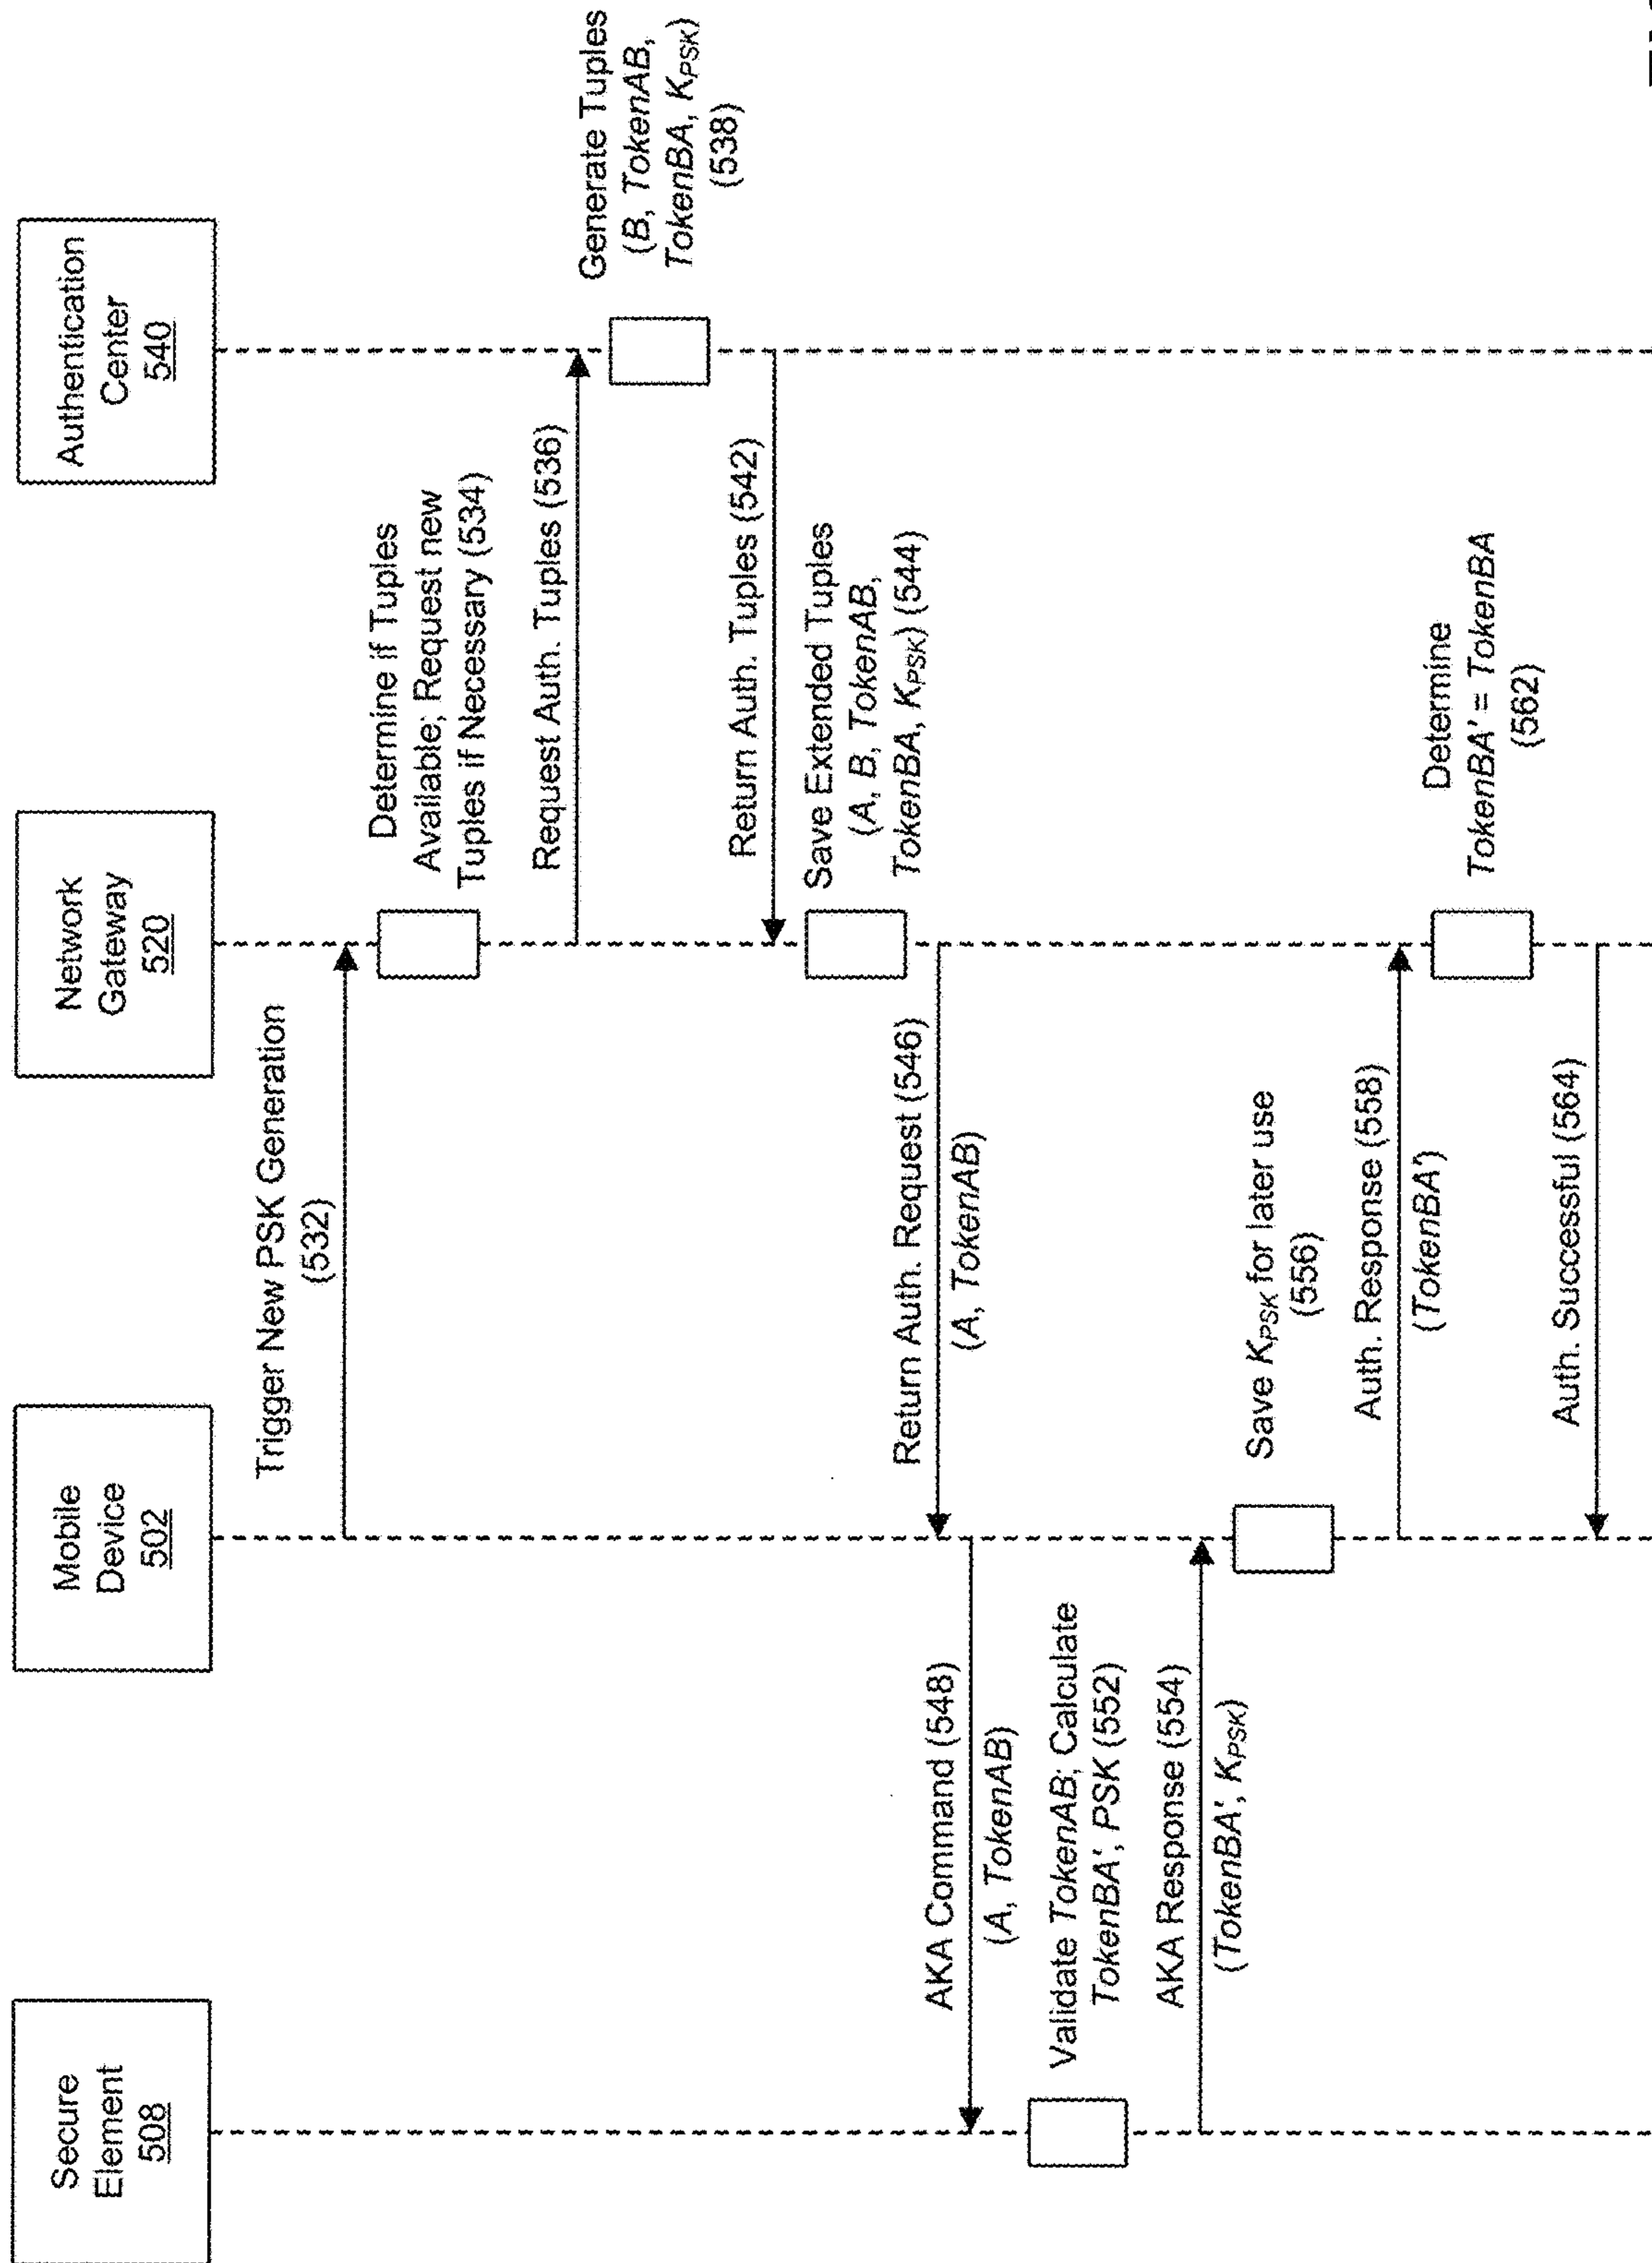 Secure
Element
508
Mobile
Device
502
Network
Gateway
520
Authentication
Center
540
Trigger New PSK Generation
(532)
Determine if Tuples
Available; Request new
Tuples if Necessary (534)
Request Auth. Tuples (536)
Generate Tuples
(B, TokenAB,
TokenBA, KPSK)
(538)
Return Auth. Tuples (542)
Save Extended Tuples
(A, B, TokenAB,
TokenBA, KPSK) (544)
Return Auth. Request (546)
(A, TokenAB)
AKA Command (548)
(A, TokenAB)
Validate TokenAB; Calculate
TokenBA', PSK (552)
AKA Response (554)
(TokenBA', KPSK)
Save KPSK for later use
(556)
Auth. Response (558)
(TokenBA')
Determine
TokenBA' = TokenBA
(562)
Auth. Successful (564)